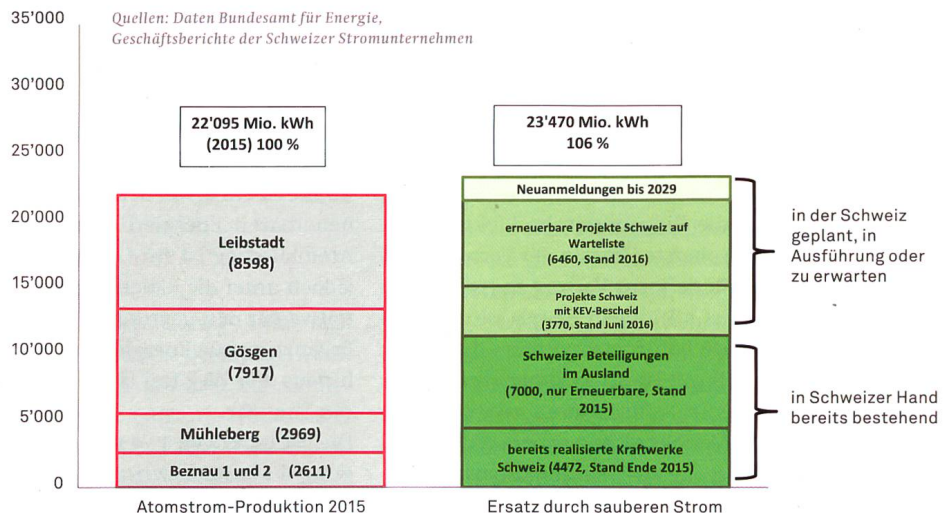 Quellen: Daten Bundesamt für Energie,
Geschäftsberichte der Schweizer Stromunternehmen
35'000
30'000
25'000
20'000
15'000
10'000
5'000
0
22'095 Mio. kWh
(2015) 100 %
Leibstadt
(8598)
Gösgen
(7917)
Mühleberg (2969)
Beznau 1 und 2 (2611)
Atomstrom-Produktion 2015
23'470 Mio. kWh
106 %
Neuanmeldungen bis 2029
erneuerbare Projekte Schweiz auf
Warteliste
(6460, Stand 2016)
Projekte Schweiz
mit KEV-Bescheid
(3770, Stand Juni 2016)
Schweizer Beteiligungen
im Ausland
(7000, nur Erneuerbare, Stand
2015)
bereits realisierte Kraftwerke
Schweiz (4472, Stand Ende 2015)
Ersatz durch sauberen Strom
in der Schweiz
geplant, in
Ausführung oder
zu erwarten
in Schweizer Hand
bereits bestehend